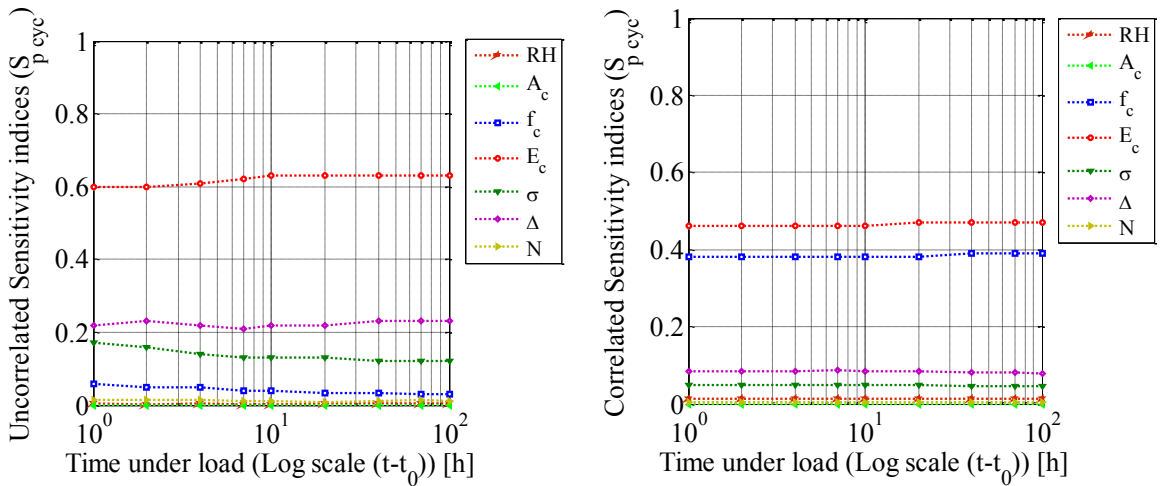 Uncorrelated Sensitivity indices (S_{p cyc})
1
0.8
0.6
0.4
0.2
0
10^0
10^1
10^2
Time under load (Log scale (t-t_0)) [h]
RH
A_c
f_c
E_c
σ
Δ
N
Correlated Sensitivity indices (S_{p cyc})
1
0.8
0.6
0.4
0.2
0
10^0
10^1
10^2
Time under load (Log scale (t-t_0)) [h]
RH
A_c
f_c
E_c
σ
Δ
N